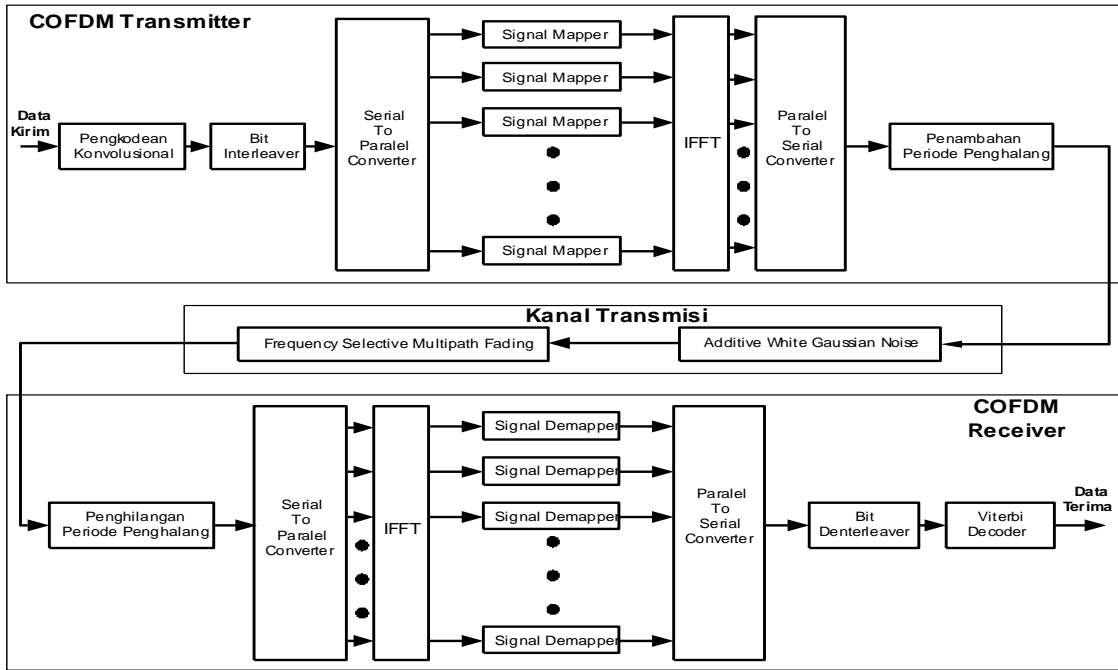 COFDM Transmitter
Data
Kirim
Pengkodean
Konvolusional
Bit
Interleaver
Serial
To
Paralel
Converter
Signal Mapper
Signal Mapper
Signal Mapper
Signal Mapper
IFFT
Paralel
To
Serial
Converter
Penambahan
Periode Penghalang
Kanal Transmisi
Frequency Selective Multipath Fading
Additive White Gaussian Noise
COFDM
Receiver
Penghilangan
Periode Penghalang
Serial
To
Paralel
Converter
IFFT
Signal Demapper
Signal Demapper
Signal Demapper
Signal Demapper
Paralel
To
Serial
Converter
Bit
Denterleaver
Viterbi
Decoder
Data
Terima